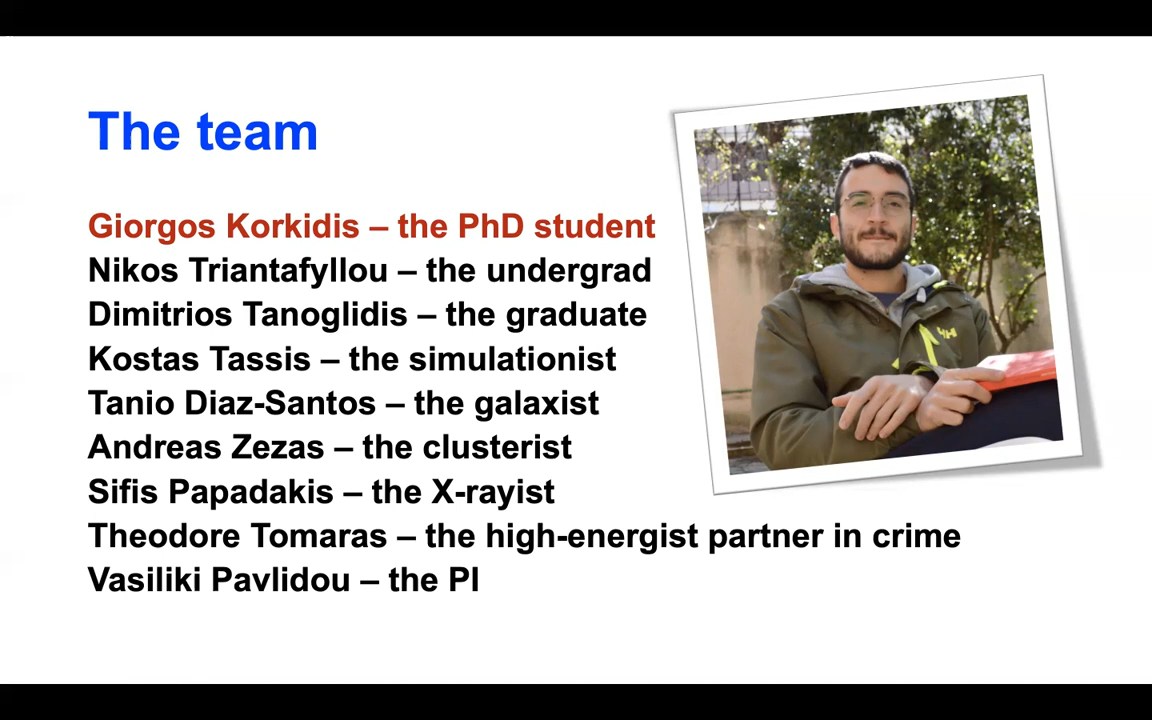 The team
Giorgos Korkidis – the PhD student
Nikos Triantafyllou – the undergrad
Dimitrios Tanoglidis – the graduate
Kostas Tassis – the simulationist
Tanio Diaz-Santos – the galaxist
Andreas Zezas – the clusterist
Sifis Papadakis – the X-rayist
Theodore Tomaras – the high-energist partner in crime
Vasiliki Pavlidou – the PI